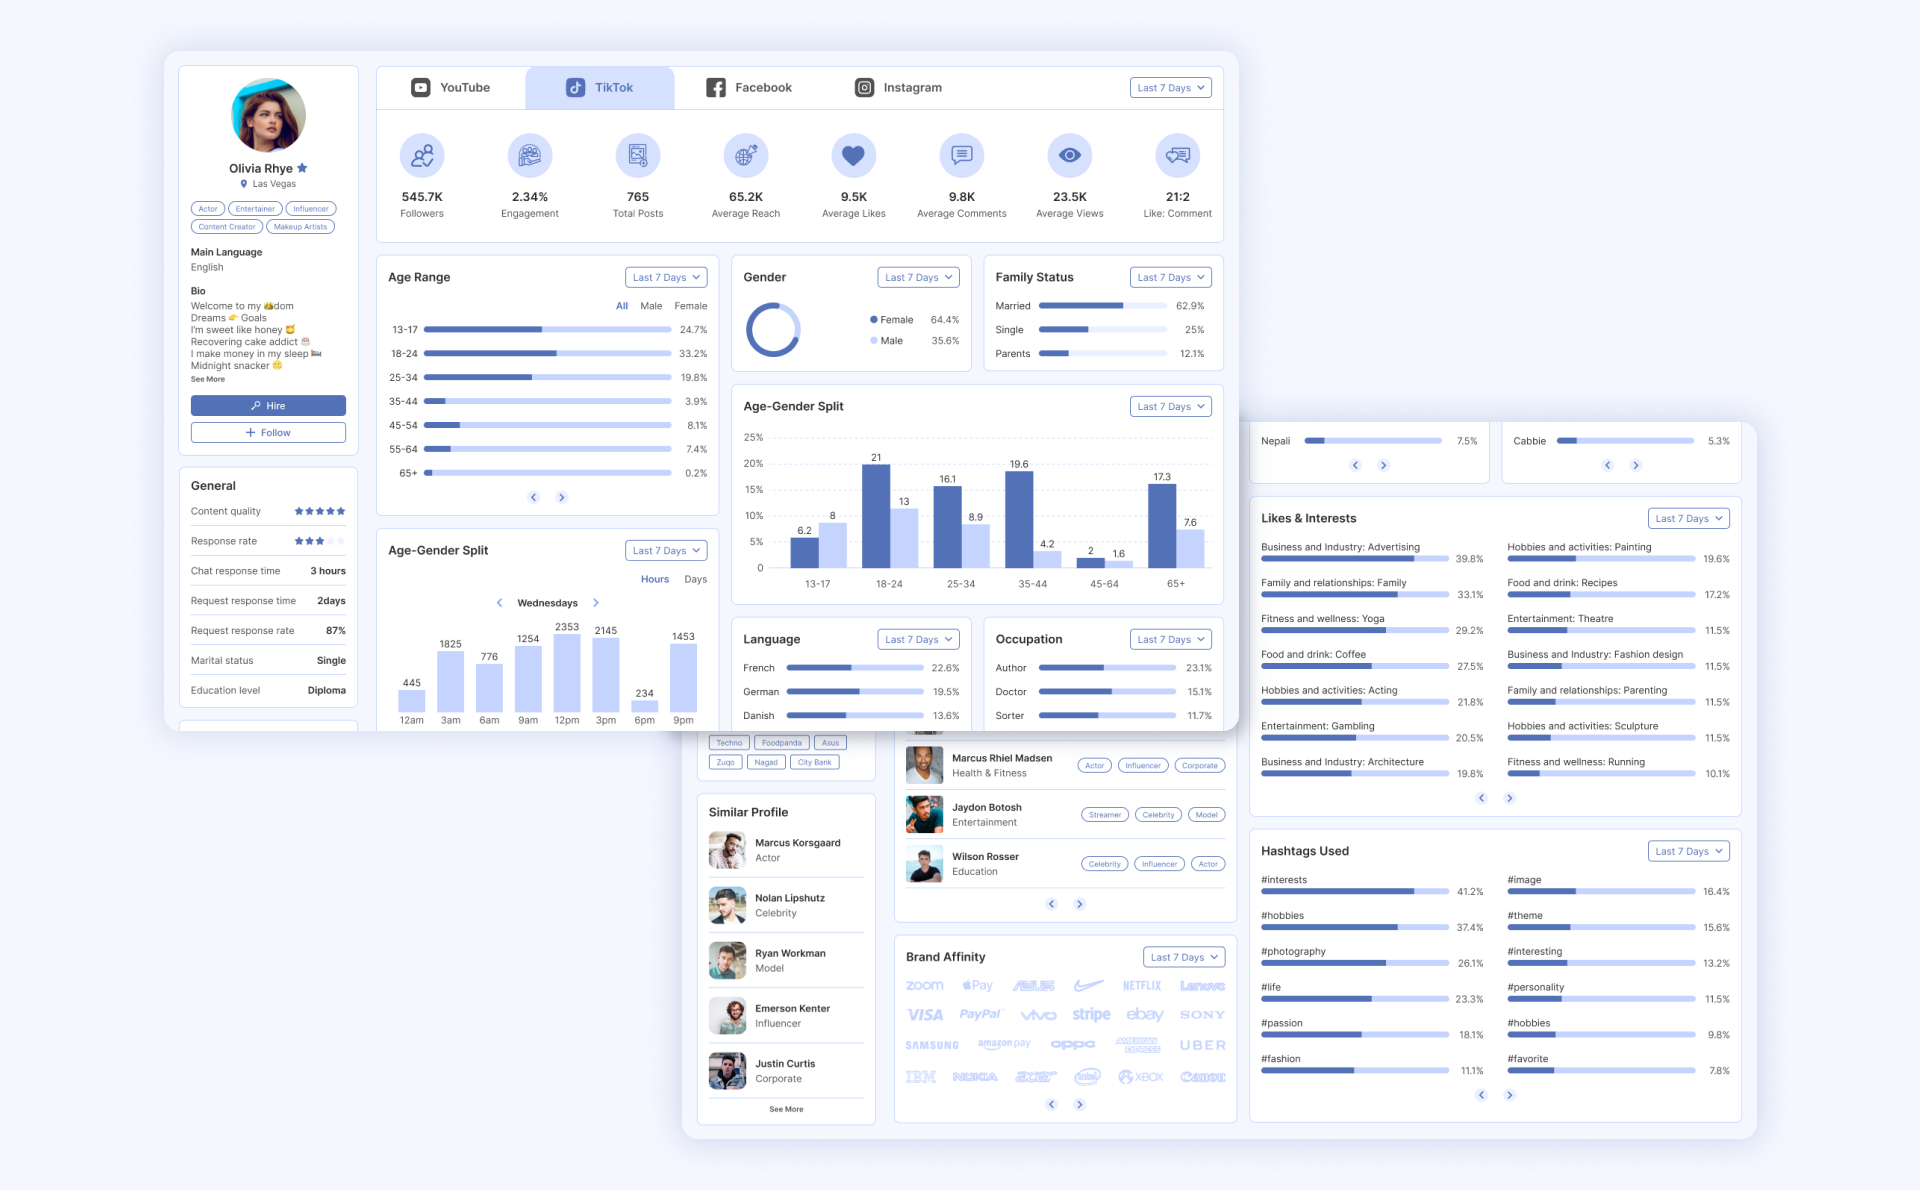 Olivia Rhye
Las Vegas
Actor Entertainer Influencer
Content Creator Makeup Artists
Main Language
English
Bio
Welcome to my 👑dom
Dreams 👉 Goals
I'm sweet like honey
Recovering cake addict 🎂
I make money in my sleep 🛌
Midnight snacker
See More
Hire
+ Follow
General
Content quality
Response rate
Chat response time 3 hours
Request response time 2days
Request response rate 87%
Marital status Single
Education level Diploma
YouTube TikTok Facebook Instagram Last 7 Days
545.7K 2.34% 765 65.2K 9.5K 9.8K 23.5K 21:2
Followers Engagement Total Posts Average Reach Average Likes Average Comments Average Views Like: Comment
Age Range Last 7 Days
All Male Female
13-17 24.7%
18-24 33.2%
25-34 19.8%
35-44 3.9%
45-54 8.1%
55-64 7.4%
65+ 0.2%
Gender Last 7 Days
Female 64.4%
Male 35.6%
Family Status Last 7 Days
Married 62.9%
Single 25%
Parents 12.1%
Age-Gender Split Last 7 Days
25%
20%
15%
10%
5%
0
6.2 8 21 13 16.1 8.9 19.6 4.2 2 1.6 17.3 7.6
13-17 18-24 25-34 35-44 45-64 65+
Age-Gender Split Last 7 Days
Hours Days
Wednesdays
445 1825 776 1254 2353 2145 234 1453
12am 3am 6am 9am 12pm 3pm 6pm 9pm
Language Last 7 Days
French 22.6%
German 19.5%
Danish 13.6%
Occupation Last 7 Days
Author 23.1%
Doctor 15.1%
Sorter 11.7%
Nepali 7.5%
Cabbie 5.3%
Techno Foodpanda Asus
Zuqo Nagad City Bank
Similar Profile
Marcus Korsgaard
Actor
Nolan Lipshutz
Celebrity
Ryan Workman
Model
Emerson Kenter
Influencer
Justin Curtis
Corporate
See More
Marcus Rhiel Madsen
Health & Fitness
Actor Influencer Corporate
Jaydon Botosh
Entertainment
Streamer Celebrity Model
Wilson Rosser
Education
Celebrity Influencer Actor
Brand Affinity Last 7 Days
zoom Pay ASUS NETFLIX Lenovo
VISA PayPal vivo stripe ebay SONY
SAMSUNG amazon pay oppo AMERICAN EXPRESS UBER
IBM NOKIA acer intel XBOX Canon
Likes & Interests Last 7 Days
Business and Industry: Advertising 39.8%
Family and relationships: Family 33.1%
Fitness and wellness: Yoga 29.2%
Food and drink: Coffee 27.5%
Hobbies and activities: Acting 21.8%
Entertainment: Gambling 20.5%
Business and Industry: Architecture 19.8%
Hobbies and activities: Painting 19.6%
Food and drink: Recipes 17.2%
Entertainment: Theatre 11.5%
Business and Industry: Fashion design 11.5%
Family and relationships: Parenting 11.5%
Hobbies and activities: Sculpture 11.5%
Fitness and wellness: Running 10.1%
Hashtags Used Last 7 Days
#interests 41.2%
#hobbies 37.4%
#photography 26.1%
#life 23.3%
#passion 18.1%
#fashion 11.1%
#image 16.4%
#theme 15.6%
#interesting 13.2%
#personality 11.5%
#hobbies 9.8%
#favorite 7.8%